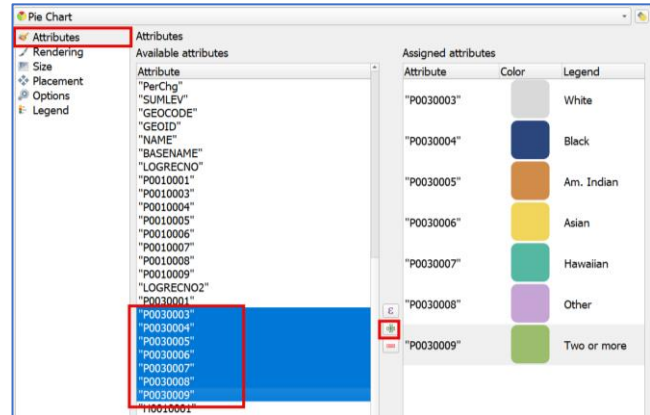 Pie Chart
Attributes
Rendering
Size
Placement
Options
Legend
Attributes
Available attributes
Attribute
"PerChg"
"SUMLEV"
"GEOCODE"
"GEOID"
"NAME"
"BASENAME"
"LOGRECNO"
"P0010001"
"P0010003"
"P0010004"
"P0010005"
"P0010006"
"P0010007"
"P0010008"
"P0010009"
"LOGRECNO2"
"P0030001"
"P0030003"
"P0030004"
"P0030005"
"P0030006"
"P0030007"
"P0030008"
"P0030009"
"H0010001"
ε
Assigned attributes
Attribute Color Legend
"P0030003" White
"P0030004" Black
"P0030005" Am. Indian
"P0030006" Asian
"P0030007" Hawaiian
"P0030008" Other
"P0030009" Two or more